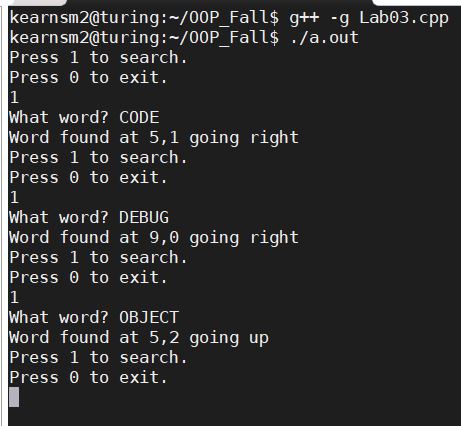 kearnsm2@turing:~/OOP_Fall$ g++ -g Lab03.cpp
kearnsm2@turing:~/OOP_Fall$ ./a.out
Press 1 to search.
Press 0 to exit.
1
What word? CODE
Word found at 5,1 going right
Press 1 to search.
Press 0 to exit.
1
What word? DEBUG
Word found at 9,0 going right
Press 1 to search.
Press 0 to exit.
1
What word? OBJECT
Word found at 5,2 going up
Press 1 to search.
Press 0 to exit.